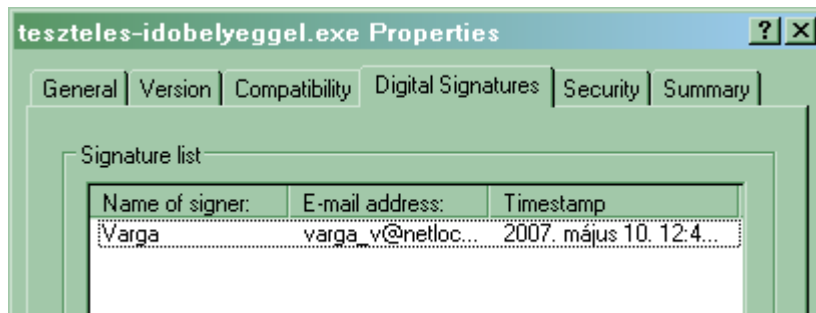 teszteles-idobelyeggel.exe Properties
General Version Compatibility Digital Signatures Security Summary
Signature list
Name of signer: E-mail address: Timestamp
Varga varga_v@netloc... 2007. május 10. 12:4...